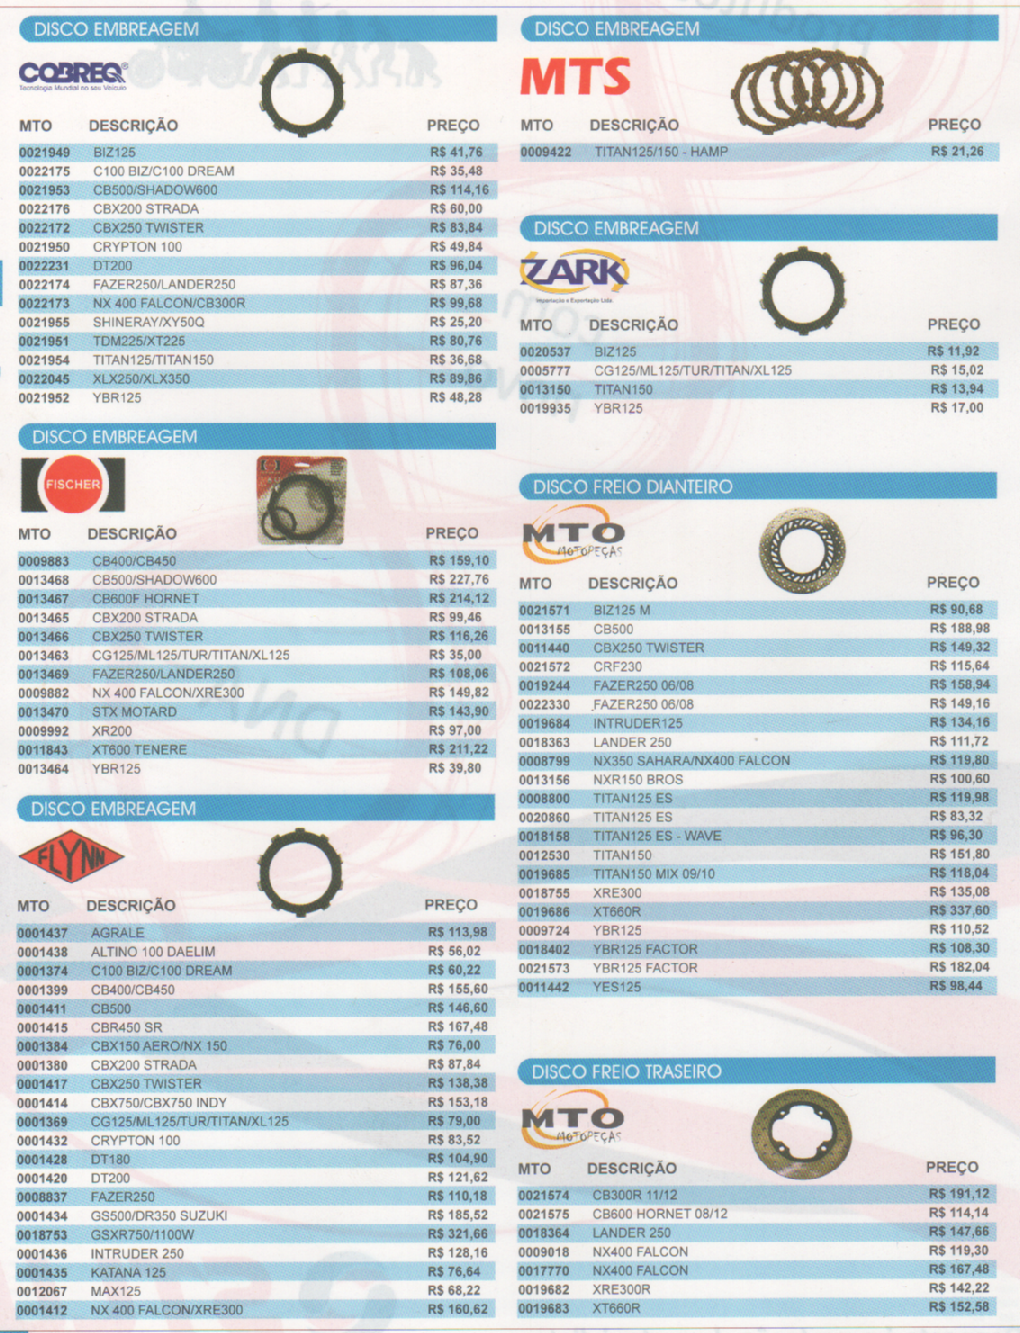 DISCO EMBREAGEM
COBREQ®
Tecnologia Mundial no seu Veículo
MTO DESCRIÇÃO PREÇO
0021949 BIZ125 R$ 41,76
0022175 C100 BIZ/C100 DREAM R$ 35,48
0021953 CB500/SHADOW600 R$ 114,16
0022176 CBX200 STRADA R$ 60,00
0022172 CBX250 TWISTER R$ 83,84
0021950 CRYPTON 100 R$ 49,84
0022231 DT200 R$ 96,04
0022174 FAZER250/LANDER250 R$ 87,36
0022173 NX 400 FALCON/CB300R R$ 99,68
0021955 SHINERAY/XY50Q R$ 25,20
0021951 TDM225/XT225 R$ 80,76
0021954 TITAN125/TITAN150 R$ 36,68
0022045 XLX250/XLX350 R$ 89,86
0021952 YBR125 R$ 48,28
DISCO EMBREAGEM
FISCHER
MTO DESCRIÇÃO PREÇO
0009883 CB400/CB450 R$ 159,10
0013468 CB500/SHADOW600 R$ 227,76
0013467 CB600F HORNET R$ 214,12
0013465 CBX200 STRADA R$ 99,46
0013466 CBX250 TWISTER R$ 116,26
0013463 CG125/ML125/TUR/TITAN/XL125 R$ 35,00
0013469 FAZER250/LANDER250 R$ 108,06
0009882 NX 400 FALCON/XRE300 R$ 149,82
0013470 STX MOTARD R$ 143,90
0009992 XR200 R$ 97,00
0011843 XT600 TENERE R$ 211,22
0013464 YBR125 R$ 39,80
DISCO EMBREAGEM
FLYNN
MTO DESCRIÇÃO PREÇO
0001437 AGRALE R$ 113,98
0001438 ALTINO 100 DAELIM R$ 56,02
0001374 C100 BIZ/C100 DREAM R$ 60,22
0001399 CB400/CB450 R$ 155,60
0001411 CB500 R$ 146,60
0001415 CBR450 SR R$ 167,48
0001384 CBX150 AERO/NX 150 R$ 76,00
0001380 CBX200 STRADA R$ 87,84
0001417 CBX250 TWISTER R$ 138,38
0001414 CBX750/CBX750 INDY R$ 153,18
0001369 CG125/ML125/TUR/TITAN/XL125 R$ 79,00
0001432 CRYPTON 100 R$ 83,52
0001428 DT180 R$ 104,90
0001420 DT200 R$ 121,62
0008837 FAZER250 R$ 110,18
0001434 GS500/DR350 SUZUKI R$ 185,52
0018753 GSXR750/1100W R$ 321,66
0001436 INTRUDER 250 R$ 128,16
0001435 KATANA 125 R$ 76,64
0012067 MAX125 R$ 68,22
0001412 NX 400 FALCON/XRE300 R$ 160,62
DISCO EMBREAGEM
MTS
MTO DESCRIÇÃO PREÇO
0009422 TITAN125/150 - HAMP R$ 21,26
DISCO EMBREAGEM
ZARK
Importação e Exportação Ltda.
MTO DESCRIÇÃO PREÇO
0020537 BIZ125 R$ 11,92
0005777 CG125/ML125/TUR/TITAN/XL125 R$ 15,02
0013150 TITAN150 R$ 13,94
0019935 YBR125 R$ 17,00
DISCO FREIO DIANTEIRO
MTO
MOTOPEÇAS
MTO DESCRIÇÃO PREÇO
0021571 BIZ125 M R$ 90,68
0013155 CB500 R$ 188,98
0011440 CBX250 TWISTER R$ 149,32
0021572 CRF230 R$ 115,64
0019244 FAZER250 06/08 R$ 158,94
0022330 FAZER250 06/08 R$ 149,16
0019684 INTRUDER125 R$ 134,16
0018363 LANDER 250 R$ 111,72
0008799 NX350 SAHARA/NX400 FALCON R$ 119,80
0013156 NXR150 BROS R$ 100,60
0008800 TITAN125 ES R$ 119,98
0020860 TITAN125 ES R$ 83,32
0018158 TITAN125 ES - WAVE R$ 96,30
0012530 TITAN150 R$ 151,80
0019685 TITAN150 MIX 09/10 R$ 118,04
0018755 XRE300 R$ 135,08
0019686 XT660R R$ 337,60
0009724 YBR125 R$ 110,52
0018402 YBR125 FACTOR R$ 108,30
0021573 YBR125 FACTOR R$ 182,04
0011442 YES125 R$ 98,44
DISCO FREIO TRASEIRO
MTO
MOTOPEÇAS
MTO DESCRIÇÃO PREÇO
0021574 CB300R 11/12 R$ 191,12
0021575 CB600 HORNET 08/12 R$ 114,14
0018364 LANDER 250 R$ 147,66
0009018 NX400 FALCON R$ 119,30
0017770 NX400 FALCON R$ 167,48
0019682 XRE300R R$ 142,22
0019683 XT660R R$ 152,58